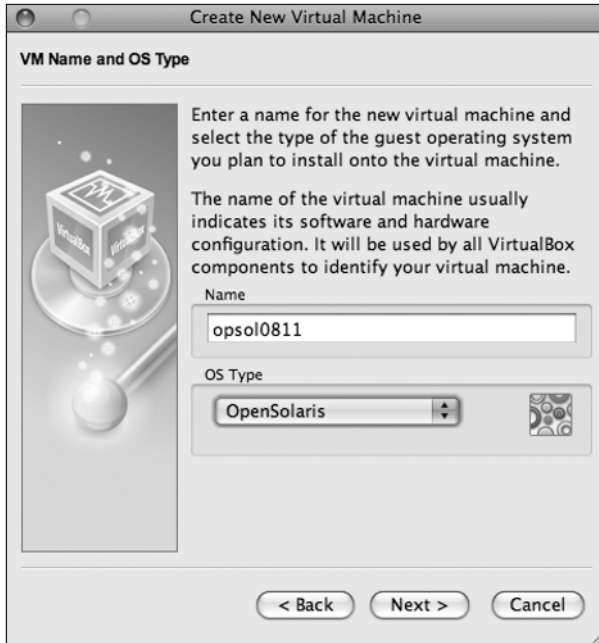 Create New Virtual Machine
VM Name and OS Type
Enter a name for the new virtual machine and
select the type of the guest operating system
you plan to install onto the virtual machine.
The name of the virtual machine usually
indicates its software and hardware
configuration. It will be used by all VirtualBox
components to identify your virtual machine.
VirtualBox
Name
opsol0811
OS Type
OpenSolaris
< Back
Next >
Cancel